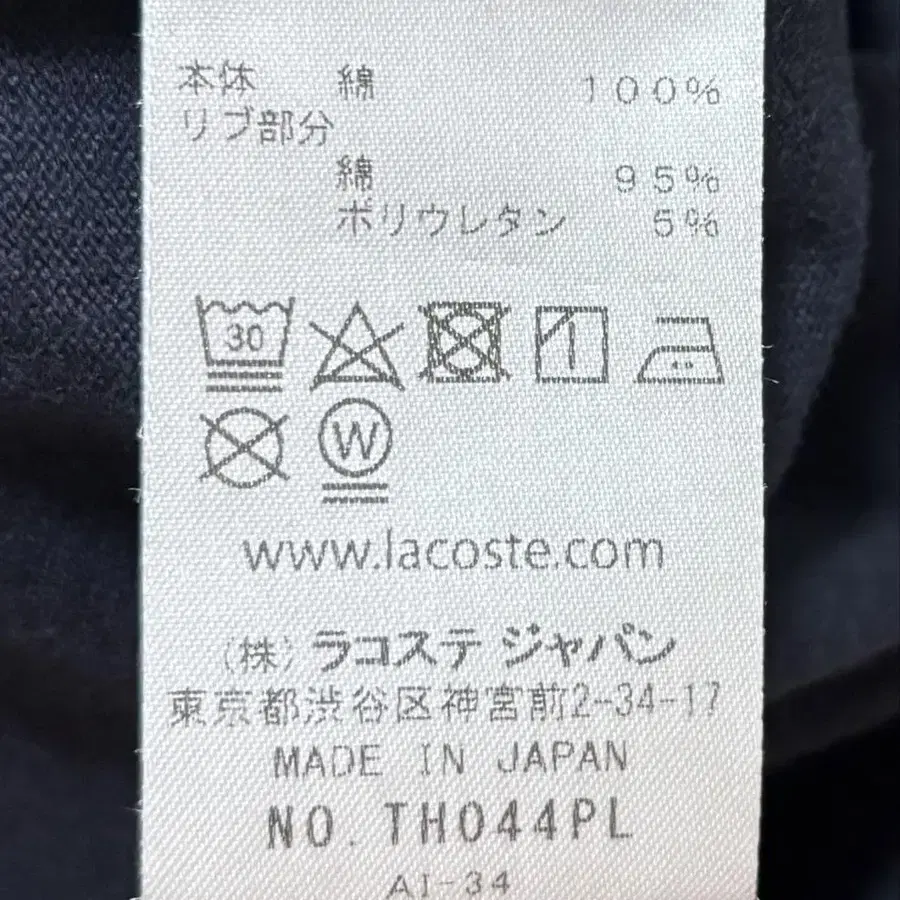 本体 綿 100%
リブ部分
綿 95%
ポリウレタン 5%
30
W
www.lacoste.com
(株) ラコステ ジャパン
東京都渋谷区神宮前2-34-17
MADE IN JAPAN
NO. TH044PL
AI-34